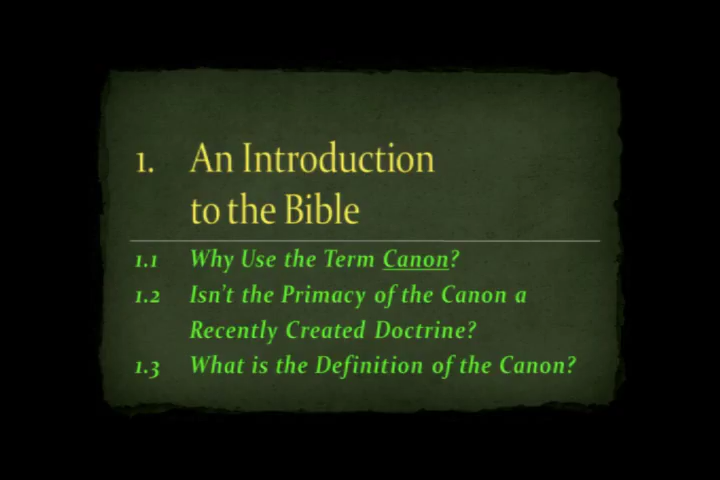 1. An Introduction
to the Bible
1.1 Why Use the Term Canon?
1.2 Isn't the Primacy of the Canon a
Recently Created Doctrine?
1.3 What is the Definition of the Canon?